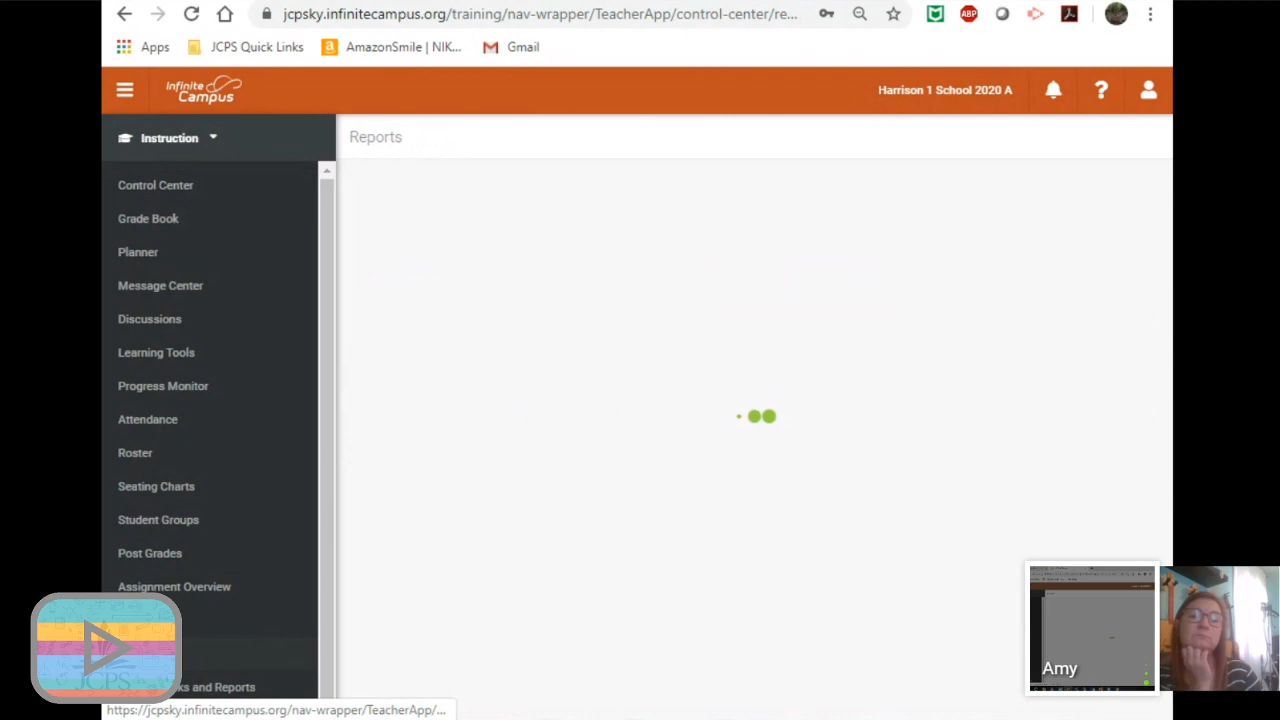 jcpsky.infinitecampus.org/training/nav-wrapper/TeacherApp/control-center/re...
ABP
Apps
JCPS Quick Links
AmazonSmile | NIK...
Gmail
Infinite Campus
Harrison 1 School 2020 A
?
Instruction
Reports
Control Center
Grade Book
Planner
Message Center
Discussions
Learning Tools
Progress Monitor
Attendance
Roster
Seating Charts
Student Groups
Post Grades
Assignment Overview
JCPS
and Reports
https://jcpsky.infinitecampus.org/nav-wrapper/TeacherApp/...
Amy